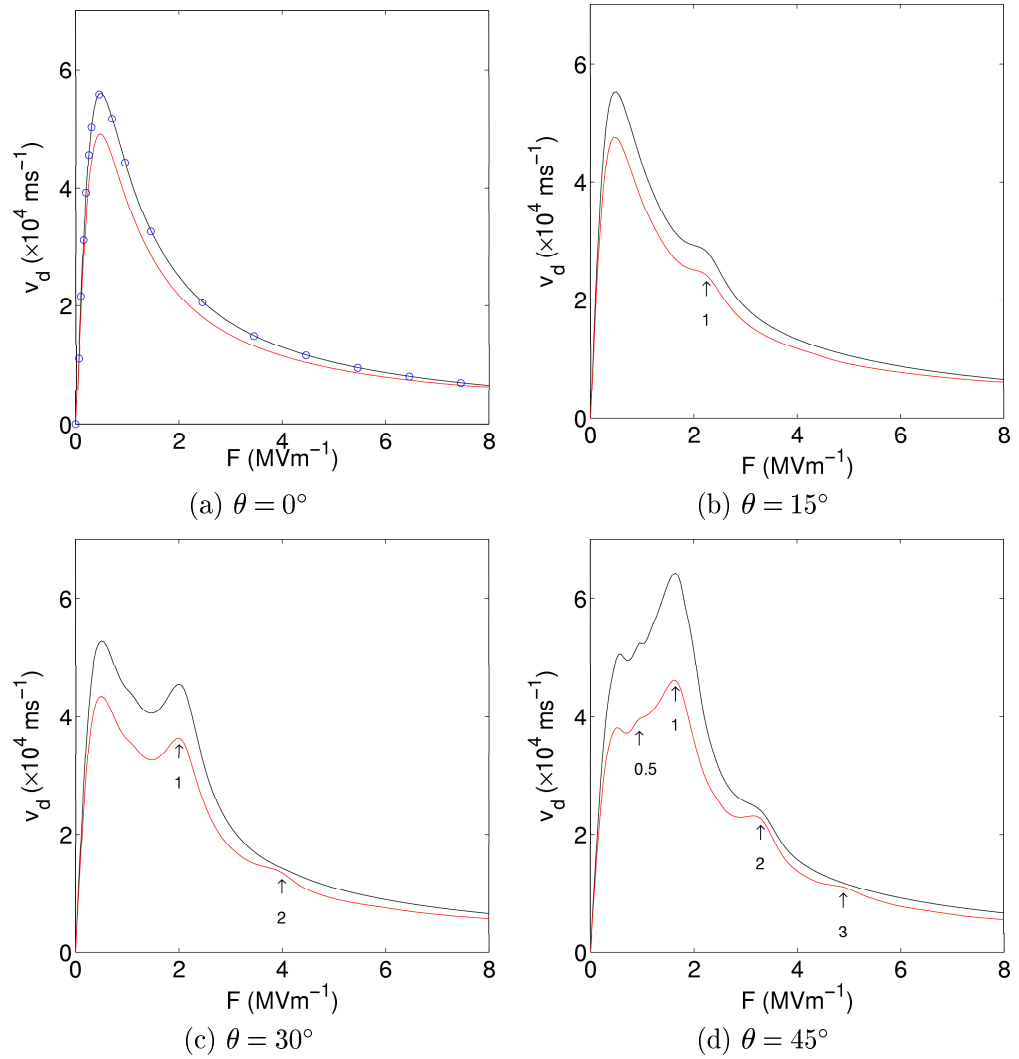 6
4
2
0
v_d (×10^4 ms^−1)
0 2 4 6 8
F (MVm^−1)
(a) θ = 0°
6
4
2
0
v_d (×10^4 ms^−1)
1
0 2 4 6 8
F (MVm^−1)
(b) θ = 15°
6
4
2
0
v_d (×10^4 ms^−1)
1
2
0 2 4 6 8
F (MVm^−1)
(c) θ = 30°
6
4
2
0
v_d (×10^4 ms^−1)
0.5
1
2
3
0 2 4 6 8
F (MVm^−1)
(d) θ = 45°